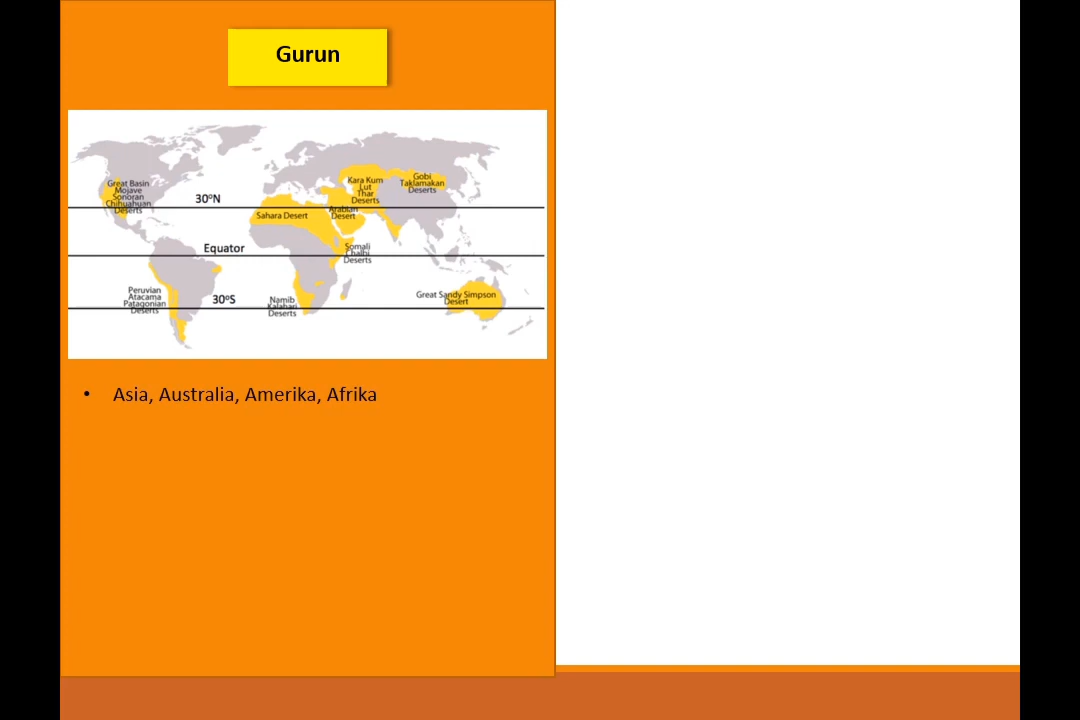 Gurun
Great Basin
Mojave
Sonoran
Chihuahuan
Deserts
30ºN
Sahara Desert
Arabian
Desert
Kara Kum
Lut
Thar
Deserts
Gobi
Taklamakan
Deserts
Equator
Somali
Chalbi
Deserts
Peruvian
Atacama
Patagonian
Deserts
30ºS
Namib
Kalahari
Deserts
Great Sandy Simpson
Desert
• Asia, Australia, Amerika, Afrika